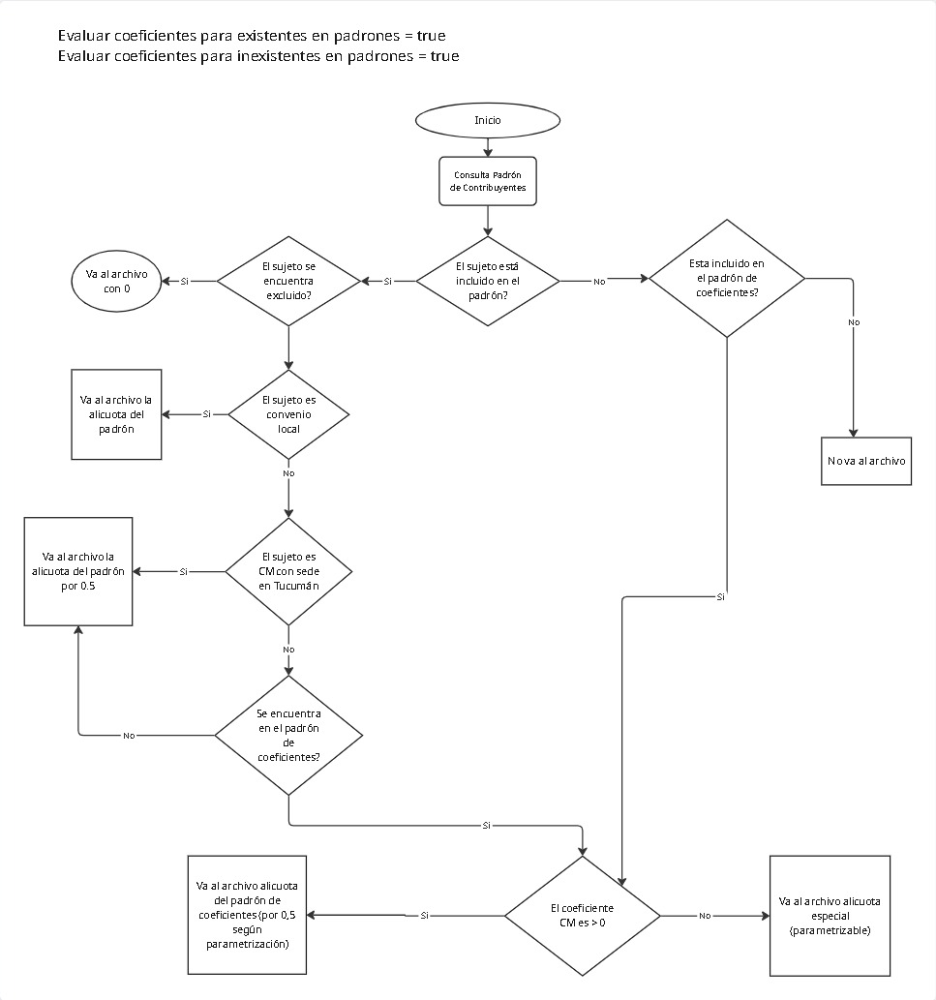 Evaluar coeficientes para existentes en padrones = true
Evaluar coeficientes para inexistentes en padrones = true
Inicio
Consulta Padrón
de Contribuyentes
El sujeto está
incluido en el
padrón?
Si
No
El sujeto se
encuentra
excluido?
Si
Va al archivo
con 0
Esta incluido en
el padrón de
coeficientes?
No
No va al archivo
Si
El sujeto es
convenio
local
Si
Va al archivo la
alicuota del
padrón
No
El sujeto es
CM con sede
en Tucumán
Si
Va al archivo la
alicuota del padrón
por 0.5
No
Se encuentra
en el padrón
de
coeficientes?
No
Si
El coeficiente
CM es > 0
Si
Va al archivo alicuota
del padrón de
coeficientes (por 0,5
según
parametrización)
No
Va al archivo alicuota
especial
(parametrizable)